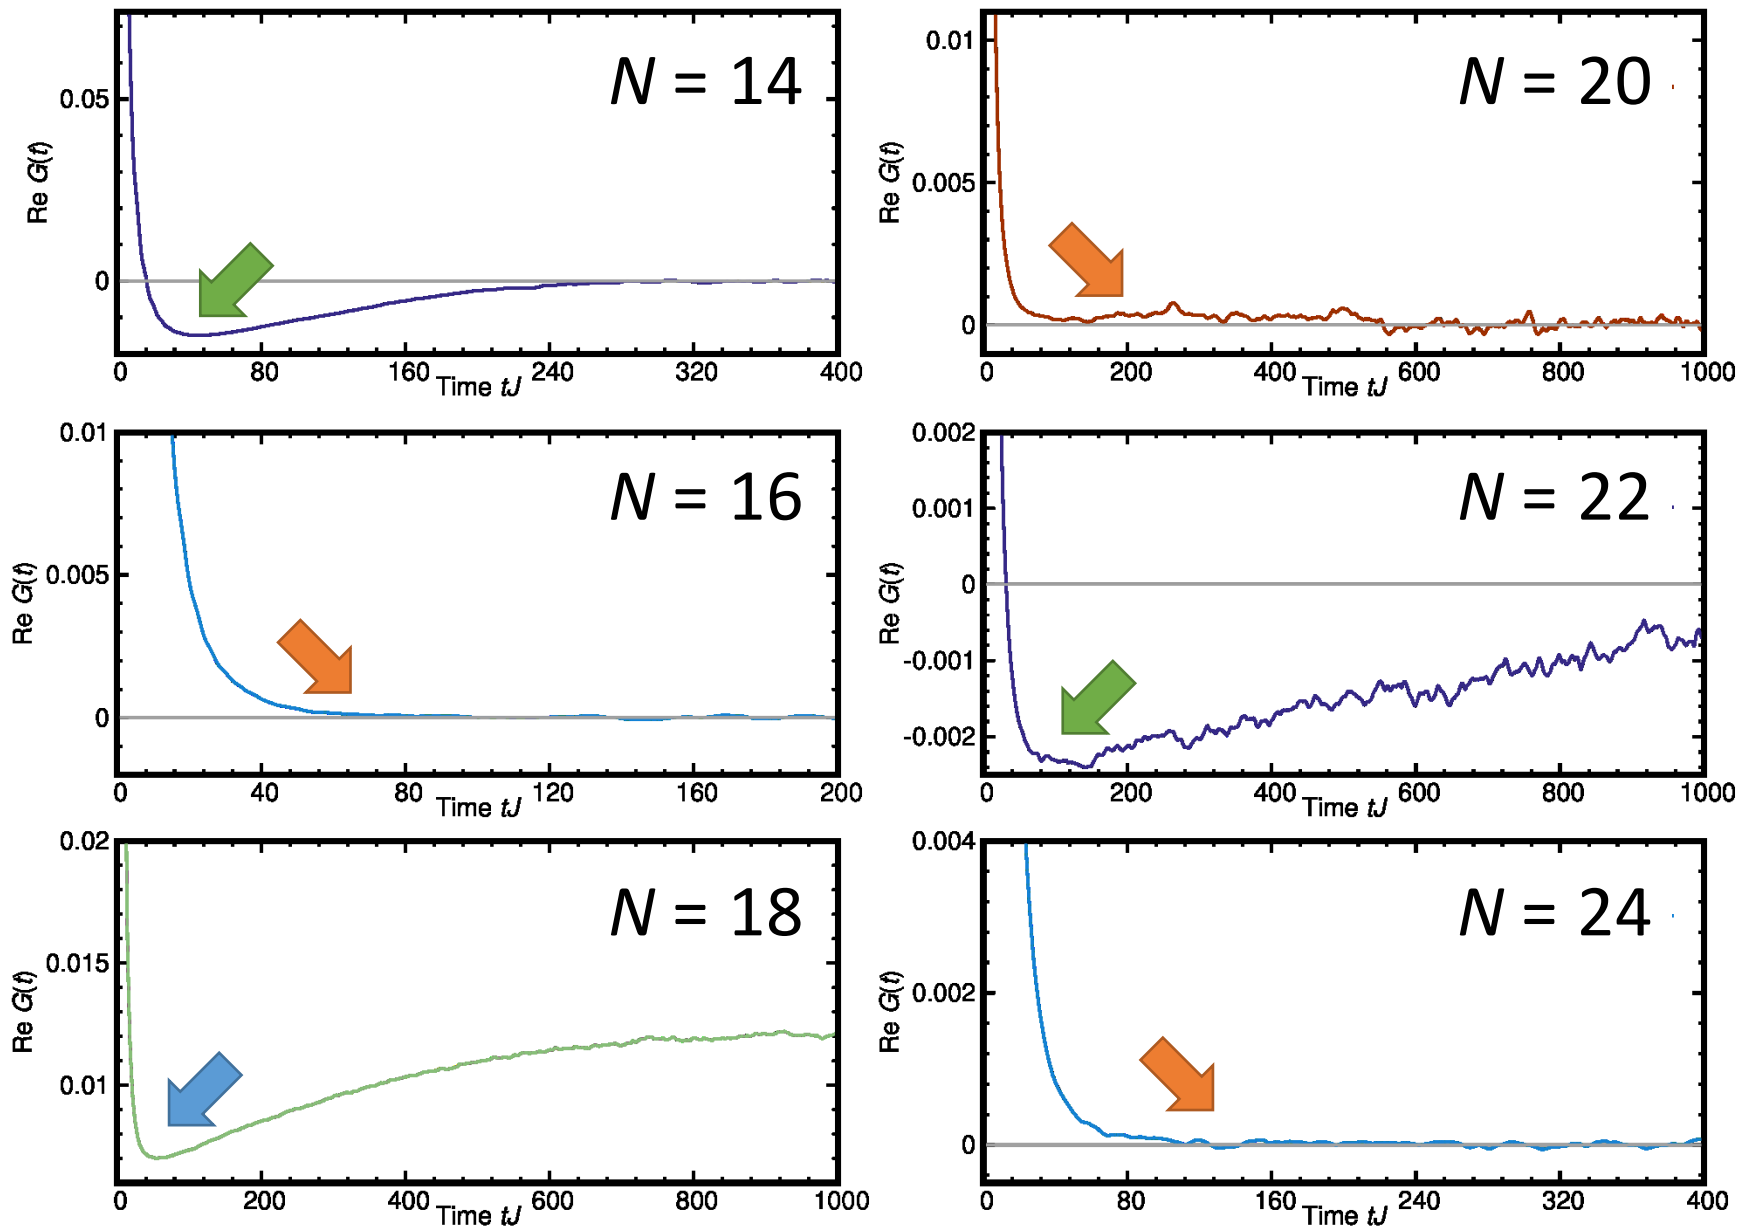 N = 14
0.05
0
Re G(t)
0 80 160 240 320 400
Time tJ
N = 20
0.01
0.005
0
Re G(t)
0 200 400 600 800 1000
Time tJ
N = 16
0.01
0.005
0
Re G(t)
0 40 80 120 160 200
Time tJ
N = 22
0.002
0.001
0
-0.001
-0.002
Re G(t)
0 200 400 600 800 1000
Time tJ
N = 18
0.02
0.015
0.01
Re G(t)
0 200 400 600 800 1000
Time tJ
N = 24
0.004
0.002
0
Re G(t)
0 80 160 240 320 400
Time tJ